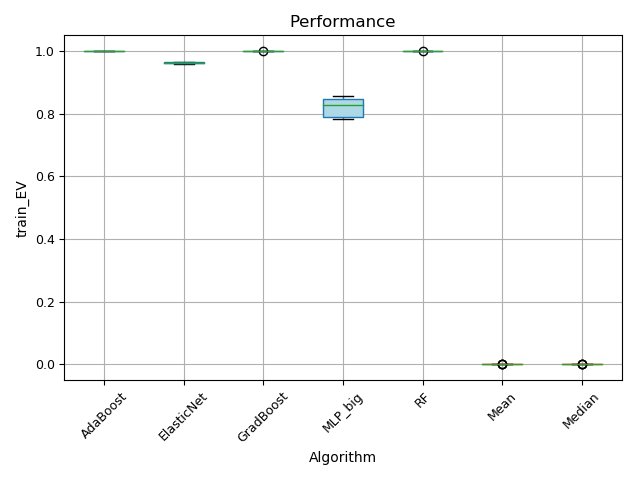 Performance
train_EV
1.0
0.8
0.6
0.4
0.2
0.0
AdaBoost
ElasticNet
GradBoost
MLP_big
RF
Mean
Median
Algorithm